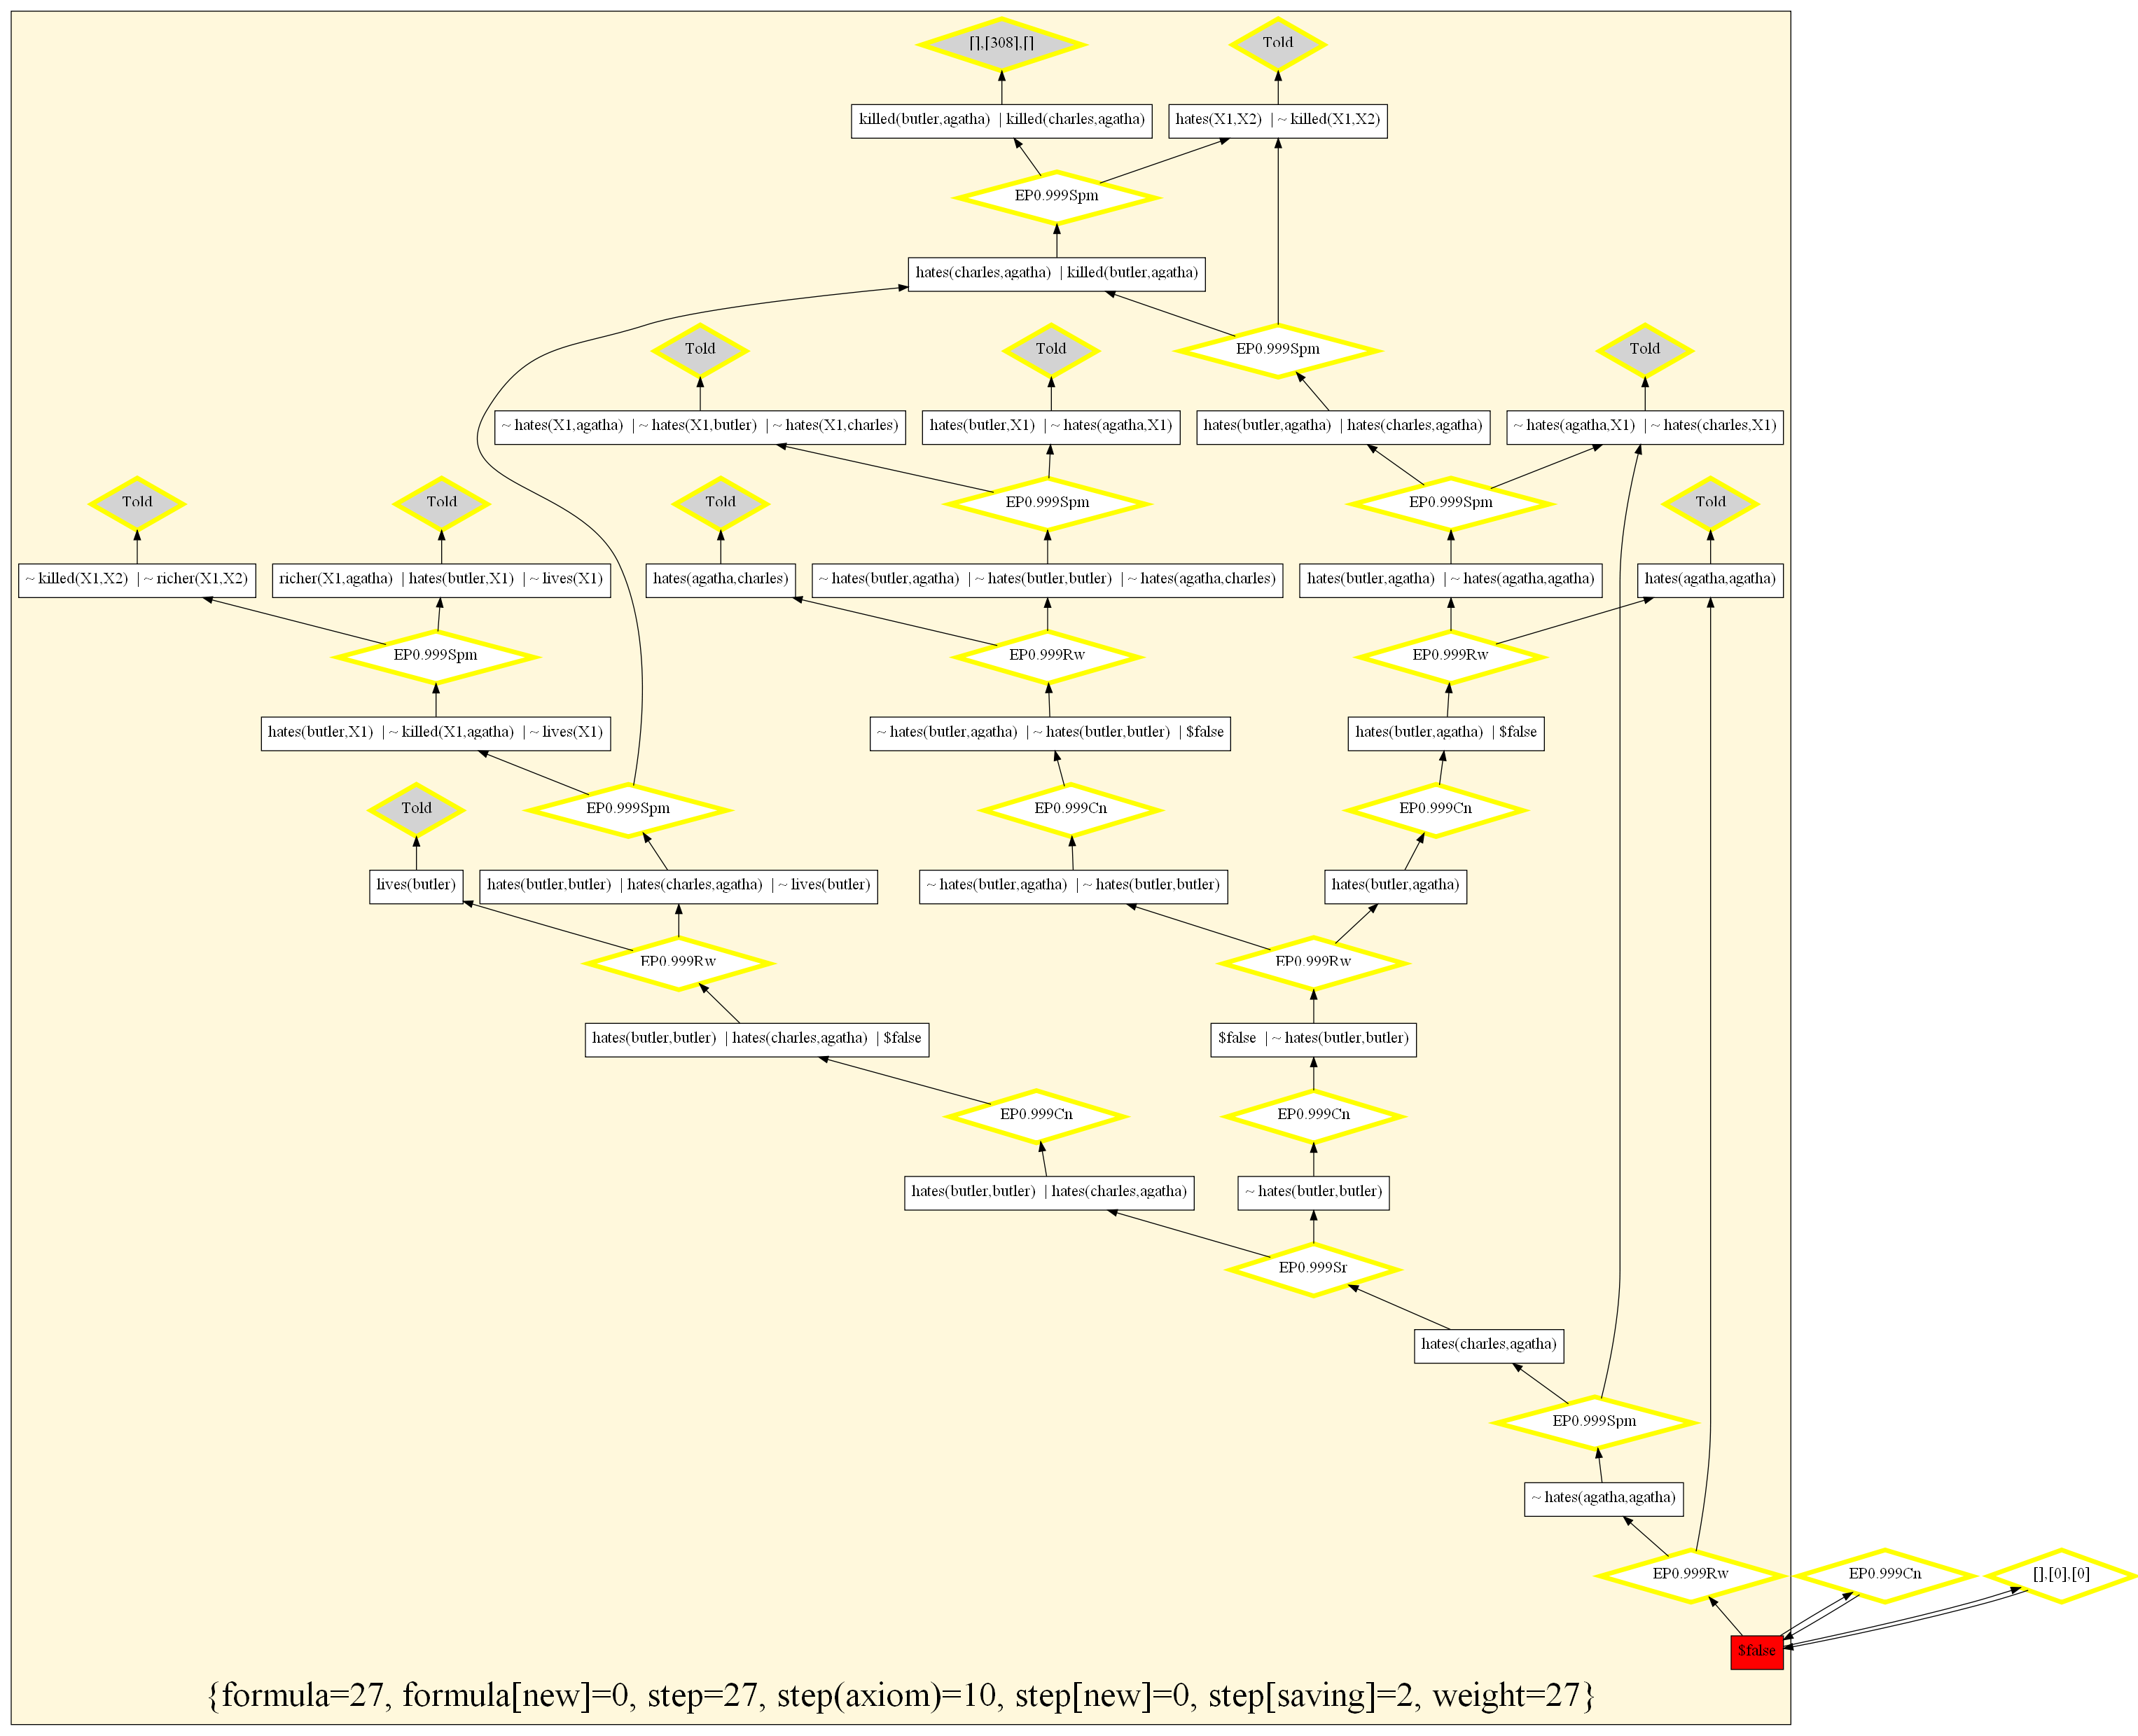 [],[308],[]
Told
killed(butler,agatha) | killed(charles,agatha)
hates(X1,X2) | ~ killed(X1,X2)
EP0.999Spm
hates(charles,agatha) | killed(butler,agatha)
Told
Told
EP0.999Spm
Told
~ hates(X1,agatha) | ~ hates(X1,butler) | ~ hates(X1,charles)
hates(butler,X1) | ~ hates(agatha,X1)
hates(butler,agatha) | hates(charles,agatha)
~ hates(agatha,X1) | ~ hates(charles,X1)
Told
Told
Told
EP0.999Spm
EP0.999Spm
Told
~ killed(X1,X2) | ~ richer(X1,X2)
richer(X1,agatha) | hates(butler,X1) | ~ lives(X1)
hates(agatha,charles)
~ hates(butler,agatha) | ~ hates(butler,butler) | ~ hates(agatha,charles)
hates(butler,agatha) | ~ hates(agatha,agatha)
hates(agatha,agatha)
EP0.999Spm
EP0.999Rw
EP0.999Rw
hates(butler,X1) | ~ killed(X1,agatha) | ~ lives(X1)
~ hates(butler,agatha) | ~ hates(butler,butler) | $false
hates(butler,agatha) | $false
Told
EP0.999Spm
EP0.999Cn
EP0.999Cn
lives(butler)
hates(butler,butler) | hates(charles,agatha) | ~ lives(butler)
~ hates(butler,agatha) | ~ hates(butler,butler)
hates(butler,agatha)
EP0.999Rw
EP0.999Rw
hates(butler,butler) | hates(charles,agatha) | $false
$false | ~ hates(butler,butler)
EP0.999Cn
EP0.999Cn
hates(butler,butler) | hates(charles,agatha)
~ hates(butler,butler)
EP0.999Sr
hates(charles,agatha)
EP0.999Spm
~ hates(agatha,agatha)
EP0.999Rw
EP0.999Cn
[],[0],[0]
$false
{formula=27, formula[new]=0, step=27, step(axiom)=10, step[new]=0, step[saving]=2, weight=27}